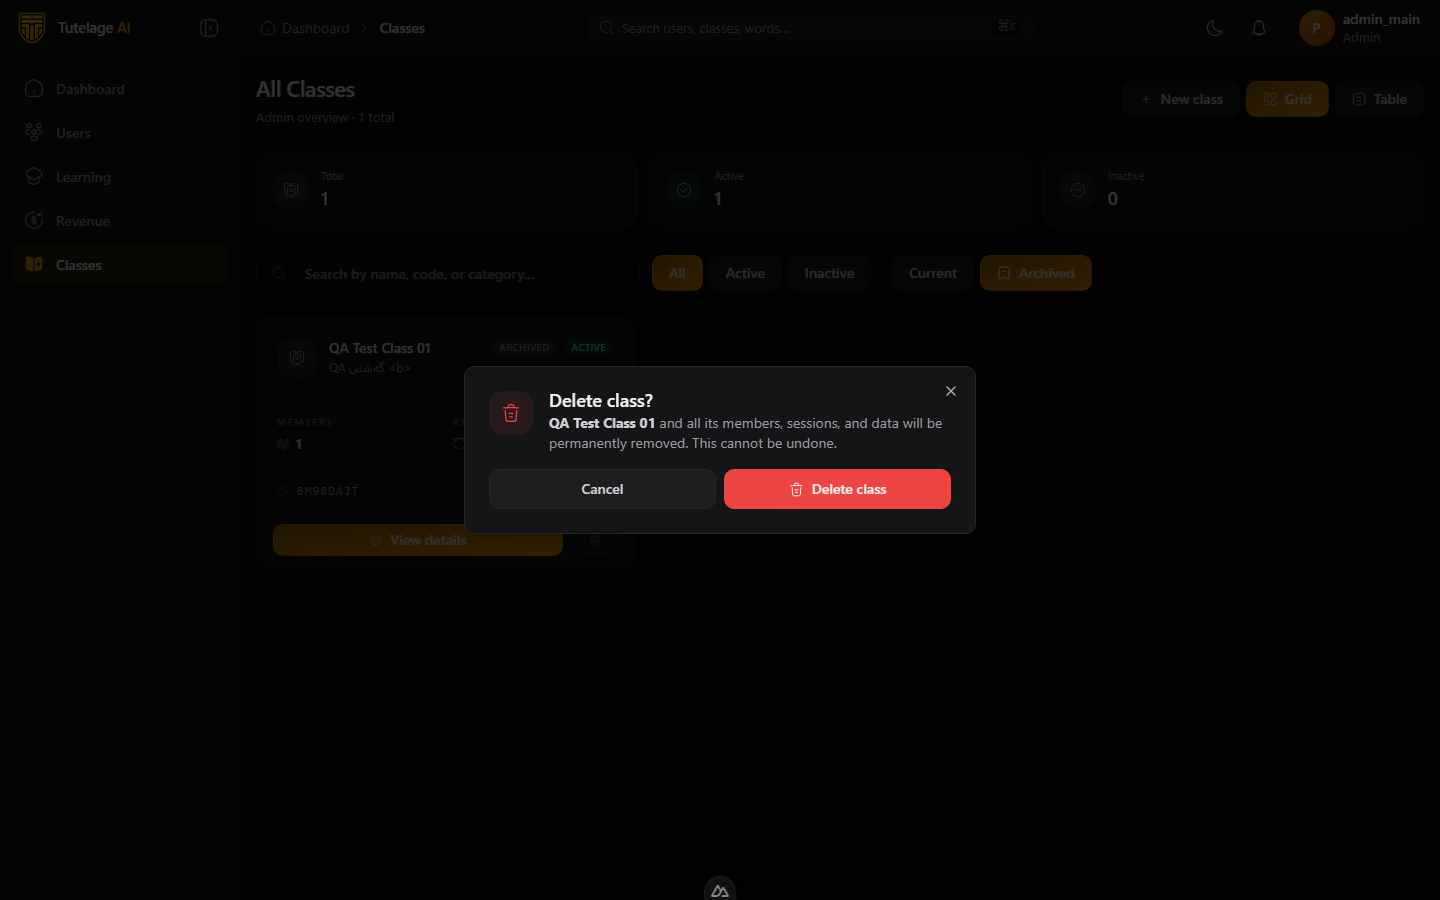 Tutelage AI
Dashboard
Classes
Search users, classes, words...
⌘K
P
admin_main
Admin
Dashboard
Users
Learning
Revenue
Classes
All Classes
Admin overview · 1 total
New class
Grid
Table
Total
1
Active
1
Inactive
0
Search by name, code, or category...
All
Active
Inactive
Current
Archived
QA Test Class 01
ARCHIVED
ACTIVE
QA گەشتی <b>
MEMBERS
1
8M98DAJT
View details
Delete class?
QA Test Class 01 and all its members, sessions, and data will be
permanently removed. This cannot be undone.
Cancel
Delete class